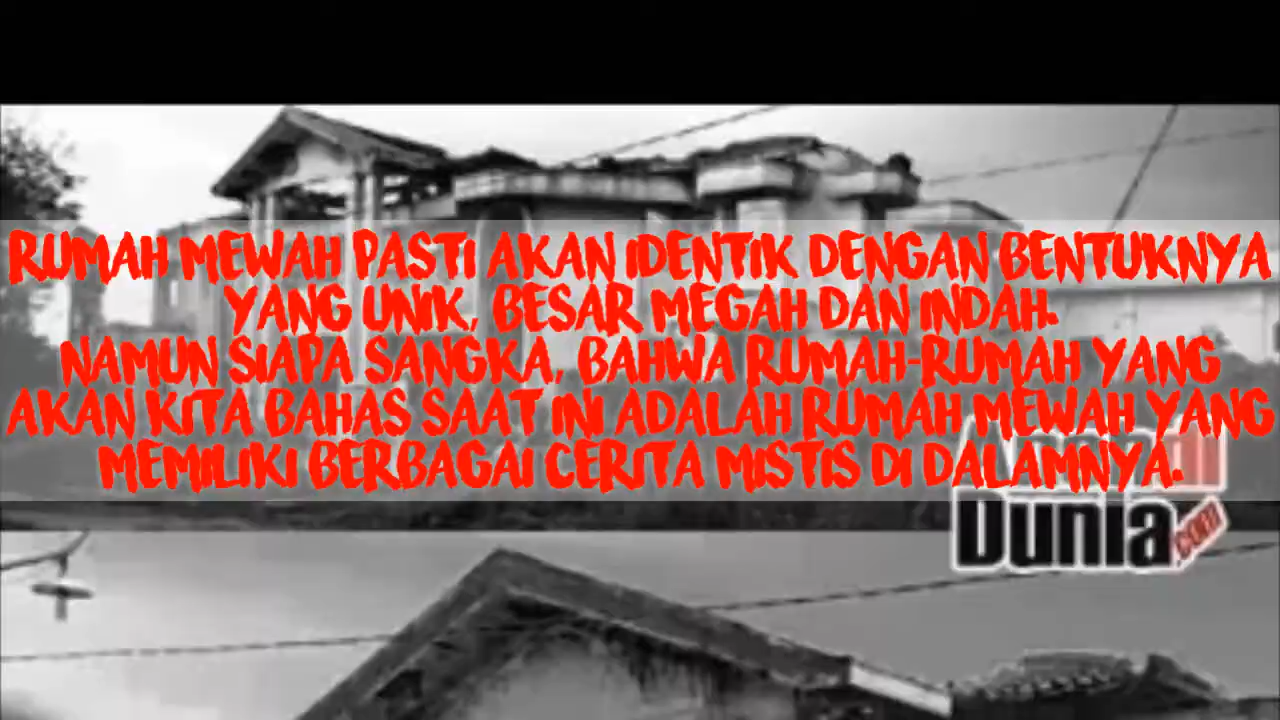 RUMAH MEWAH PASTI AKAN IDENTIK DENGAN BENTUKNYA
YANG UNIK, BESAR MEGAH DAN INDAH.
NAMUN SIAPA SANGKA, BAHWA RUMAH-RUMAH YANG
AKAN KITA BAHAS SAAT INI ADALAH RUMAH MEWAH YANG
MEMILIKI BERBAGAI CERITA MISTIS DI DALAMNYA.
Dunia
.com